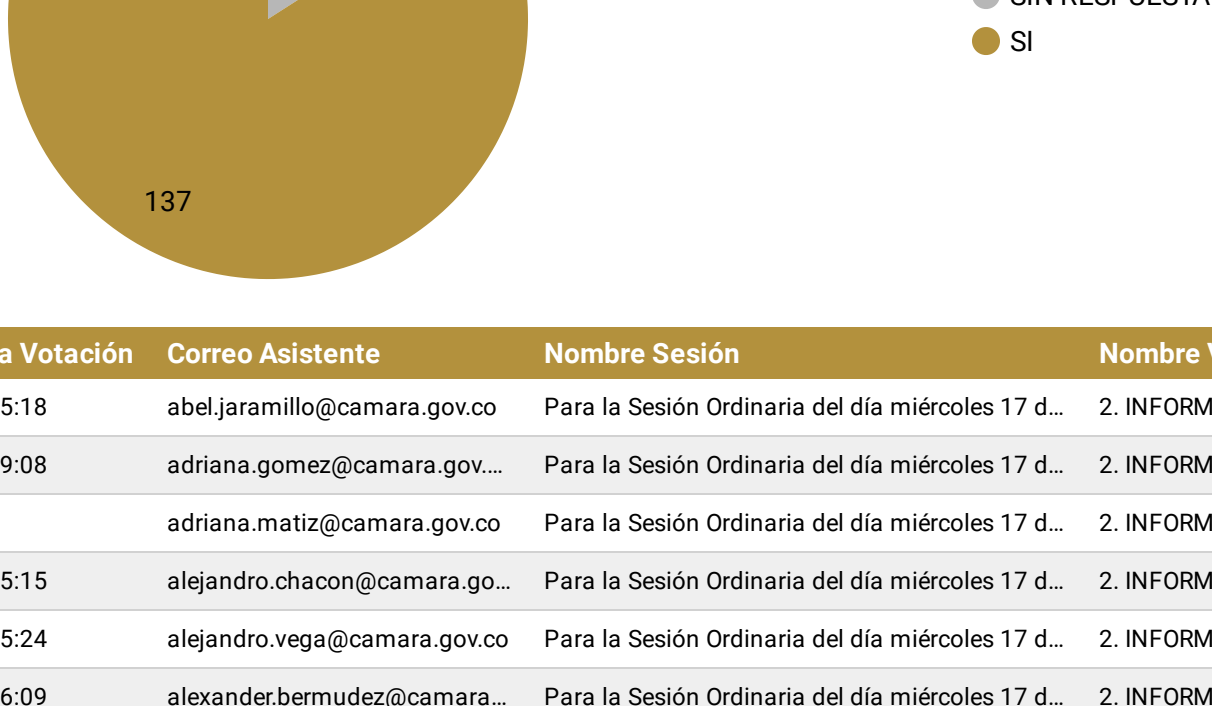 SIN RESPUESTA
SI
137
a Votación Correo Asistente Nombre Sesión Nombre
5:18 abel.jaramillo@camara.gov.co Para la Sesión Ordinaria del día miércoles 17 d... 2. INFORM
9:08 adriana.gomez@camara.gov.... Para la Sesión Ordinaria del día miércoles 17 d... 2. INFORM
adriana.matiz@camara.gov.co Para la Sesión Ordinaria del día miércoles 17 d... 2. INFORM
5:15 alejandro.chacon@camara.go... Para la Sesión Ordinaria del día miércoles 17 d... 2. INFORM
5:24 alejandro.vega@camara.gov.co Para la Sesión Ordinaria del día miércoles 17 d... 2. INFORM
6:09 alexander.bermudez@camara... Para la Sesión Ordinaria del día miércoles 17 d... 2. INFORM